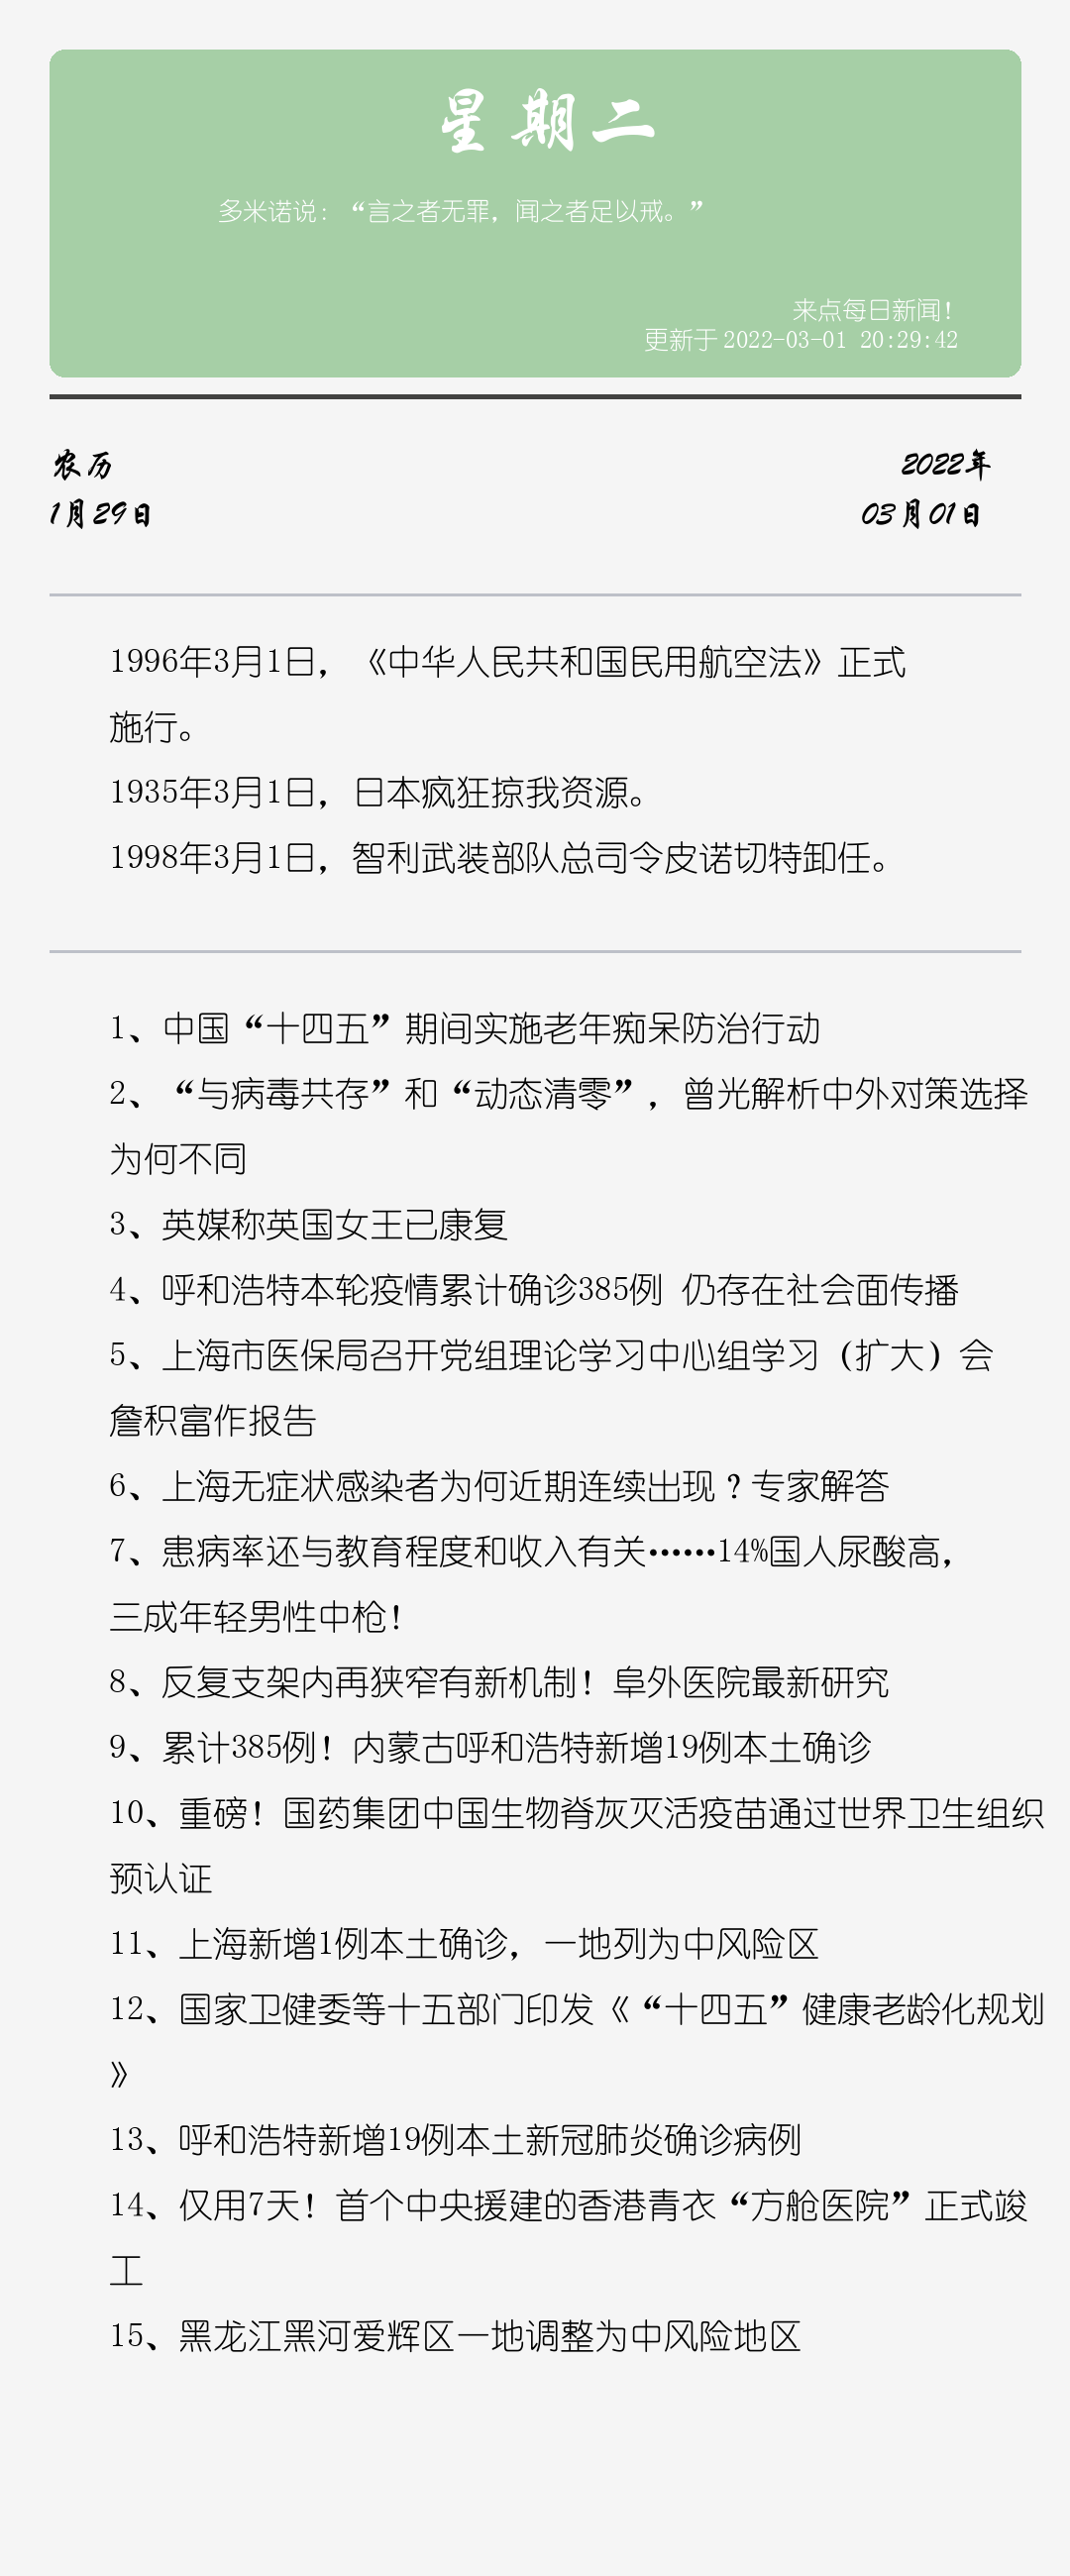 星期二
多米诺说：“言之者无罪，闻之者足以戒。”
来点每日新闻！
更新于 2022-03-01 20:29:42
农历
2022年
1月29日
03月01日
1996年3月1日，《中华人民共和国民用航空法》正式
施行。
1935年3月1日，日本疯狂掠我资源。
1998年3月1日，智利武装部队总司令皮诺切特卸任。
1、中国“十四五”期间实施老年痴呆防治行动
2、“与病毒共存”和“动态清零”，曾光解析中外对策选择
为何不同
3、英媒称英国女王已康复
4、呼和浩特本轮疫情累计确诊385例 仍存在社会面传播
5、上海市医保局召开党组理论学习中心组学习（扩大）会
詹积富作报告
6、上海无症状感染者为何近期连续出现？专家解答
7、患病率还与教育程度和收入有关……14%国人尿酸高，
三成年轻男性中枪！
8、反复支架内再狭窄有新机制！阜外医院最新研究
9、累计385例！内蒙古呼和浩特新增19例本土确诊
10、重磅！国药集团中国生物脊灰灭活疫苗通过世界卫生组织
预认证
11、上海新增1例本土确诊，一地列为中风险区
12、国家卫健委等十五部门印发《“十四五”健康老龄化规划
》
13、呼和浩特新增19例本土新冠肺炎确诊病例
14、仅用7天！首个中央援建的香港青衣“方舱医院”正式竣
工
15、黑龙江黑河爱辉区一地调整为中风险地区